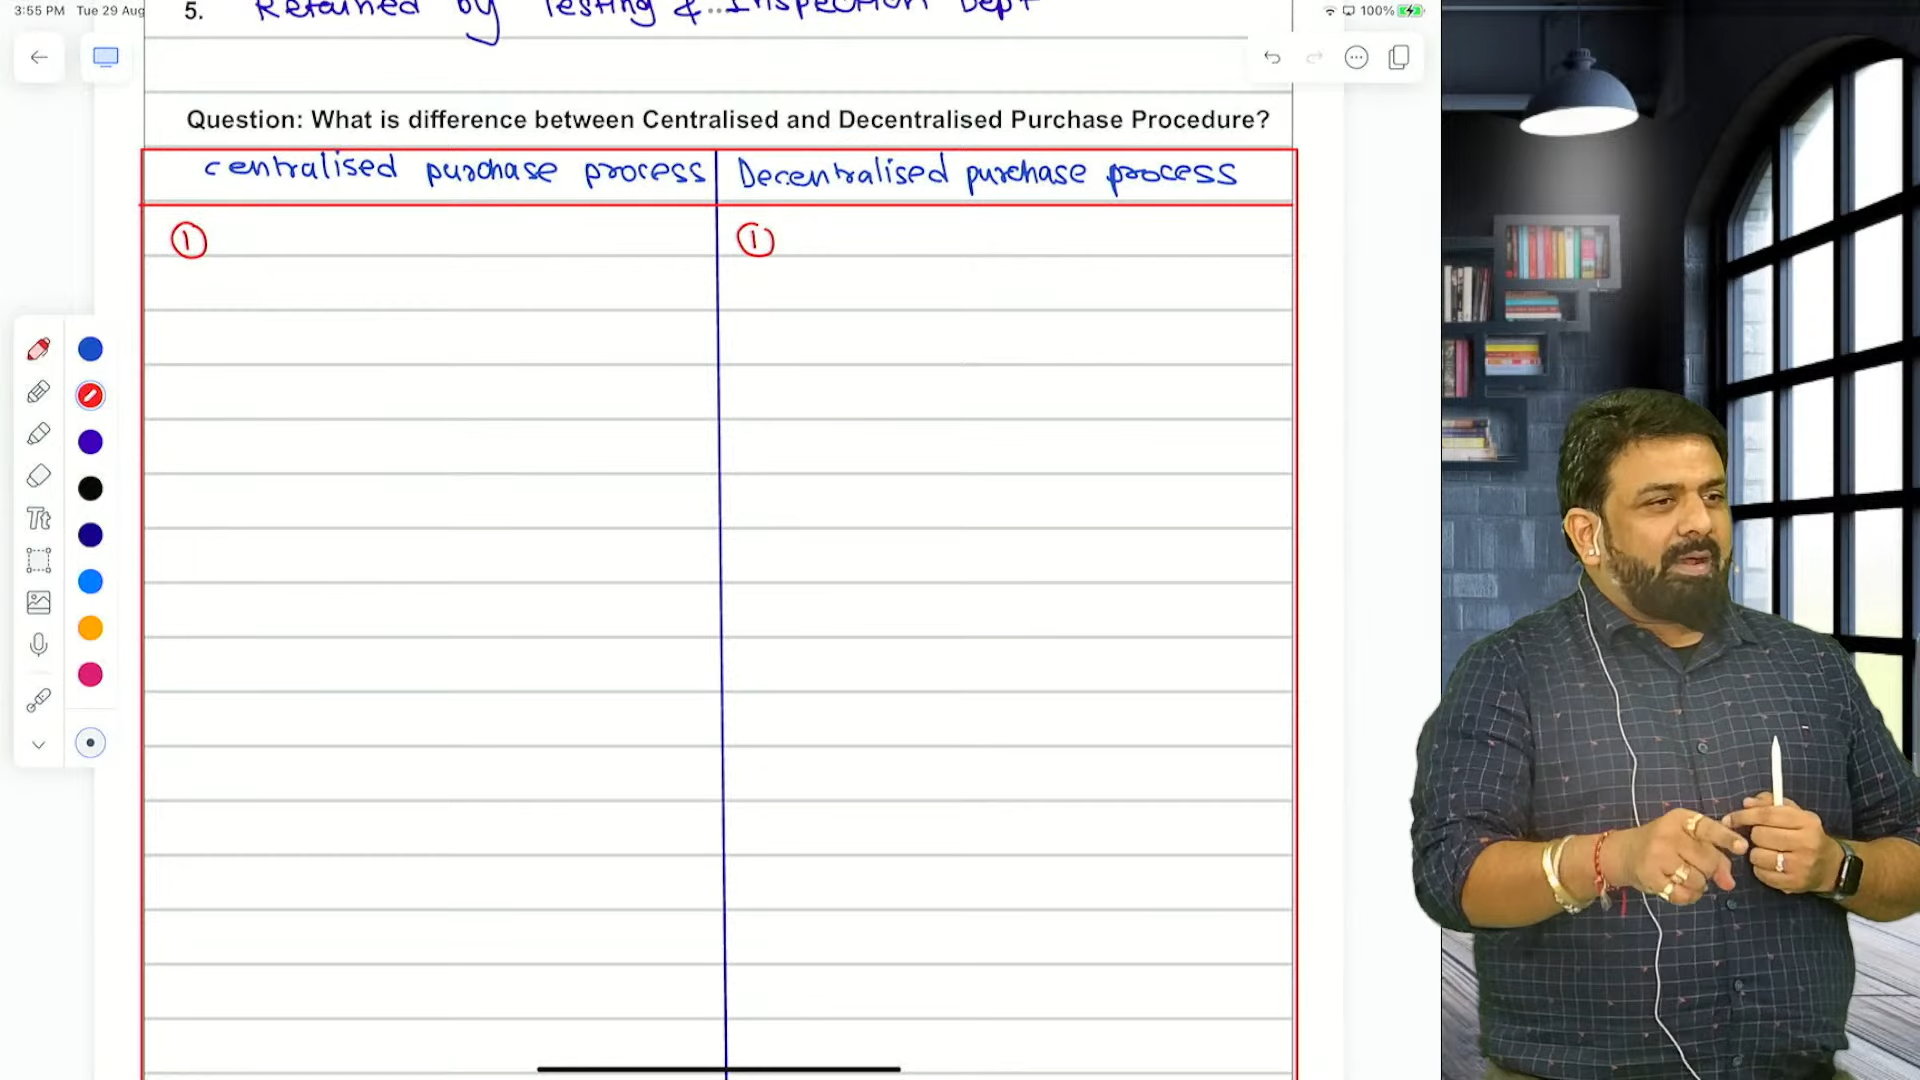 3:55 PM Tue 29 Aug
100%
5. Retained by Testing & Inspection Dept
Question: What is difference between Centralised and Decentralised Purchase Procedure?
centralised purchase process
Decentralised purchase process
1
1
Tt